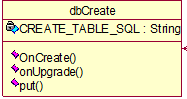 dbCreate
CREATE_TABLE_SQL : String
OnCreate()
onUpgrade()
put()